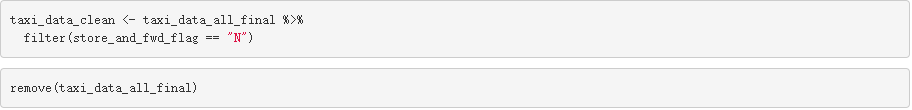 taxi_data_clean <- taxi_data_all_final %>%
  filter(store_and_fwd_flag == "N")
remove(taxi_data_all_final)